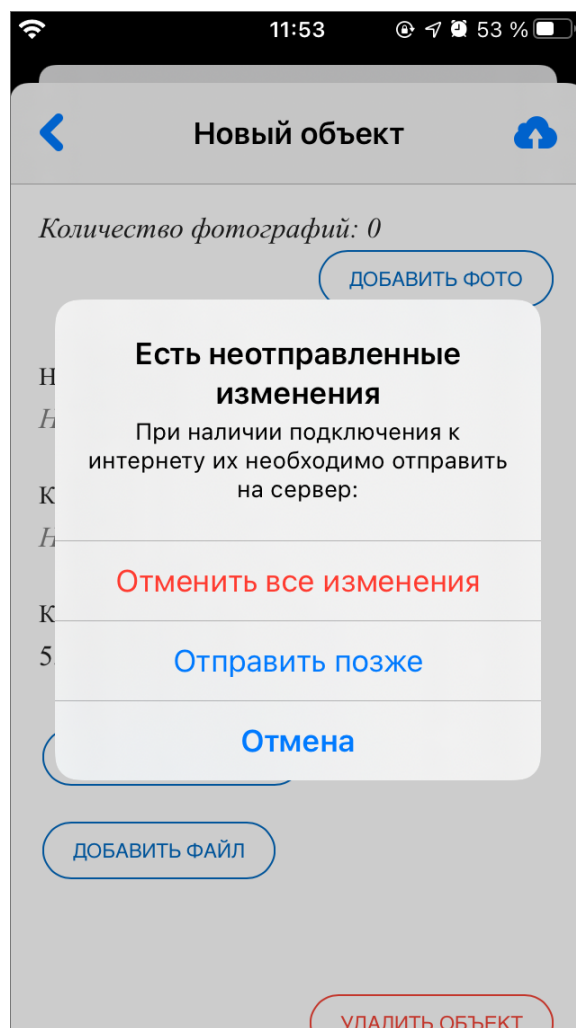 11:53 53 %
Новый объект
Количество фотографий: 0
ДОБАВИТЬ ФОТО
Есть неотправленные
изменения
При наличии подключения к
интернету их необходимо отправить
на сервер:
Н
Н
К
Н
Отменить все изменения
К
5
Отправить позже
Отмена
ДОБАВИТЬ ФАЙЛ
УДАЛИТЬ ОБЪЕКТ